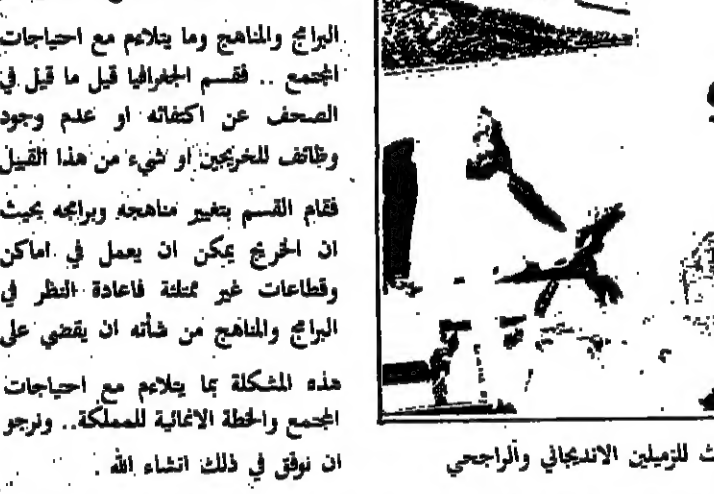 البرامج والمناهج وما يتلاءم مع احتياجات
المجتمع .. فقسم الجغرافيا قيل ما قيل في
الصحف عن اكتفائه او عدم وجود
وظائف للخريجين او شيء من هذا القبيل
فقام القسم بتغيير مناهجه وبرامجه بحيث
ان الخريج يمكن ان يعمل في اماكن
وقطاعات غير ممتلئة فاعادة النظر في
البرامج والمناهج من شأنه ان يقضي على
هذه المشكلة بما يتلاءم مع احتياجات
المجتمع والخطة الانمائية للمملكة.. ونرجو
ان نوفق في ذلك انشاء الله .
للزميلين الانديجاني والراجحي